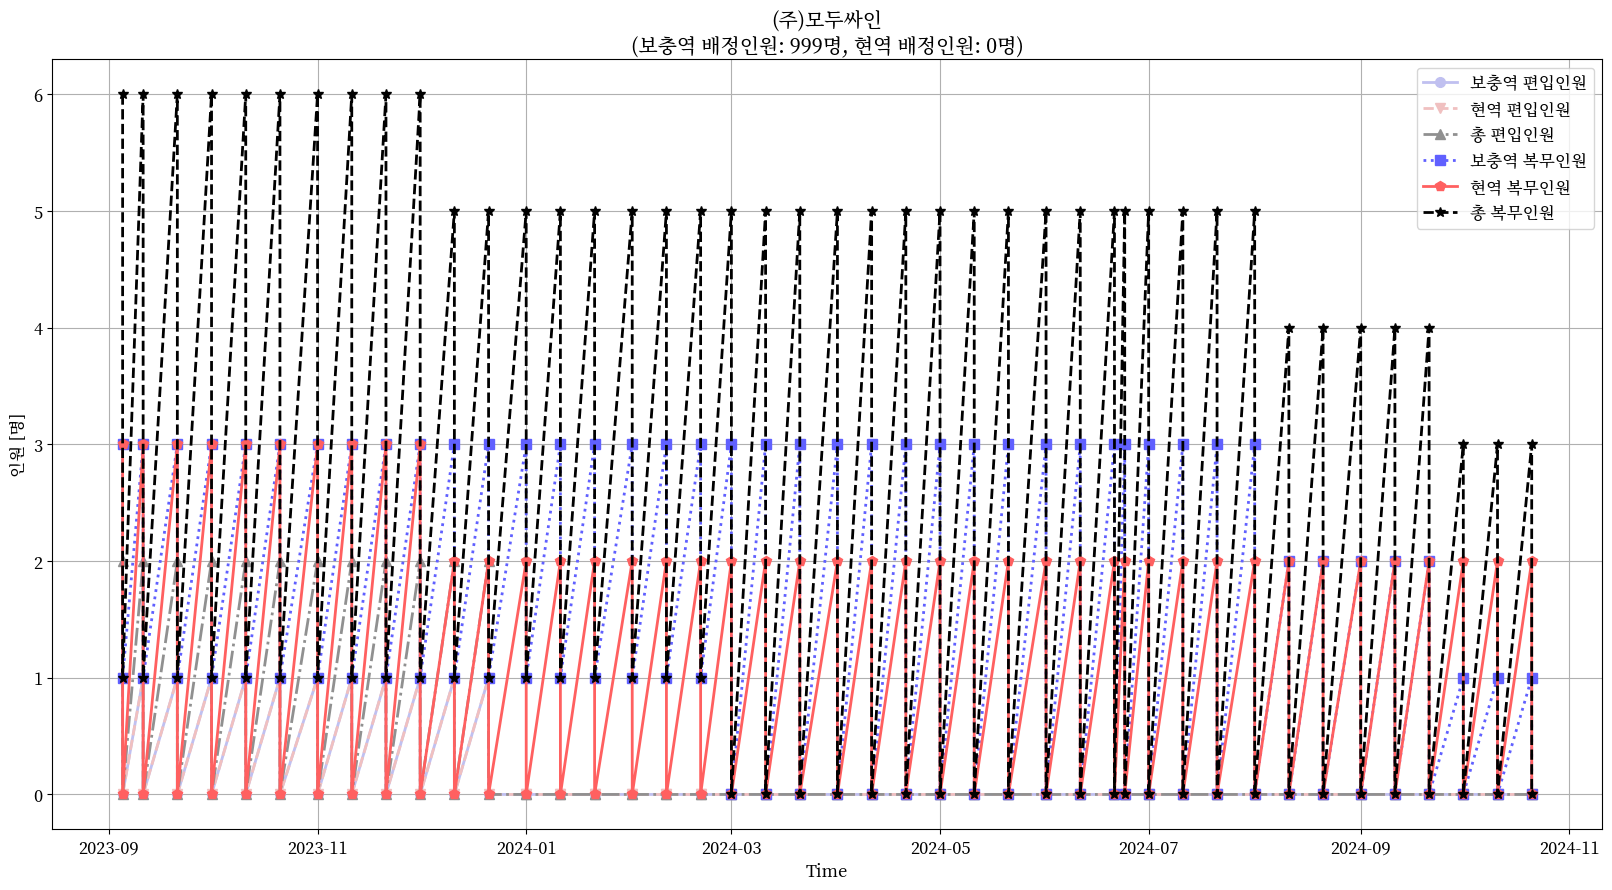 (주)모두싸인
(보충역 배정인원: 999명, 현역 배정인원: 0명)
보충역 편입인원
현역 편입인원
총 편입인원
보충역 복무인원
현역 복무인원
총 복무인원
인원 [명]
6
5
4
3
2
1
0
2023-09
2023-11
2024-01
2024-03
2024-05
2024-07
2024-09
2024-11
Time